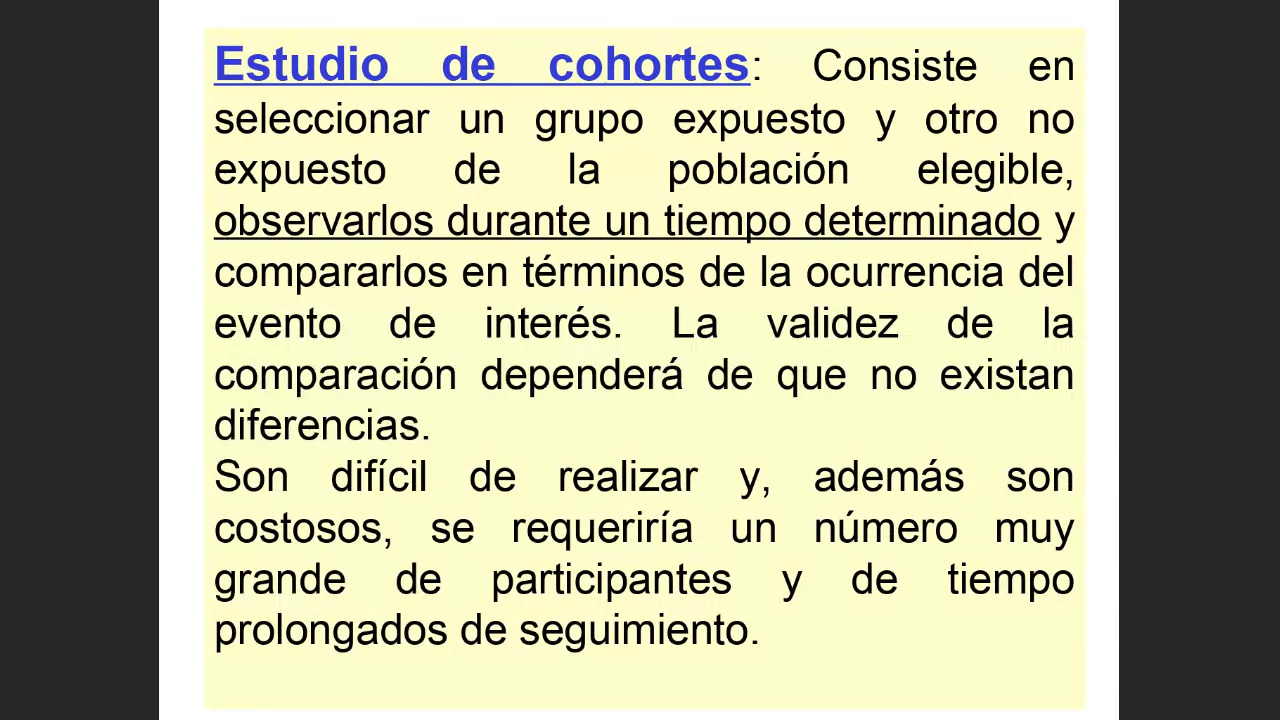 Estudio de cohortes: Consiste en
seleccionar un grupo expuesto y otro no
expuesto de la población elegible,
observarlos durante un tiempo determinado y
compararlos en términos de la ocurrencia del
evento de interés. La validez de la
comparación dependerá de que no existan
diferencias.
Son difícil de realizar y, además son
costosos, se requeriría un número muy
grande de participantes y de tiempo
prolongados de seguimiento.